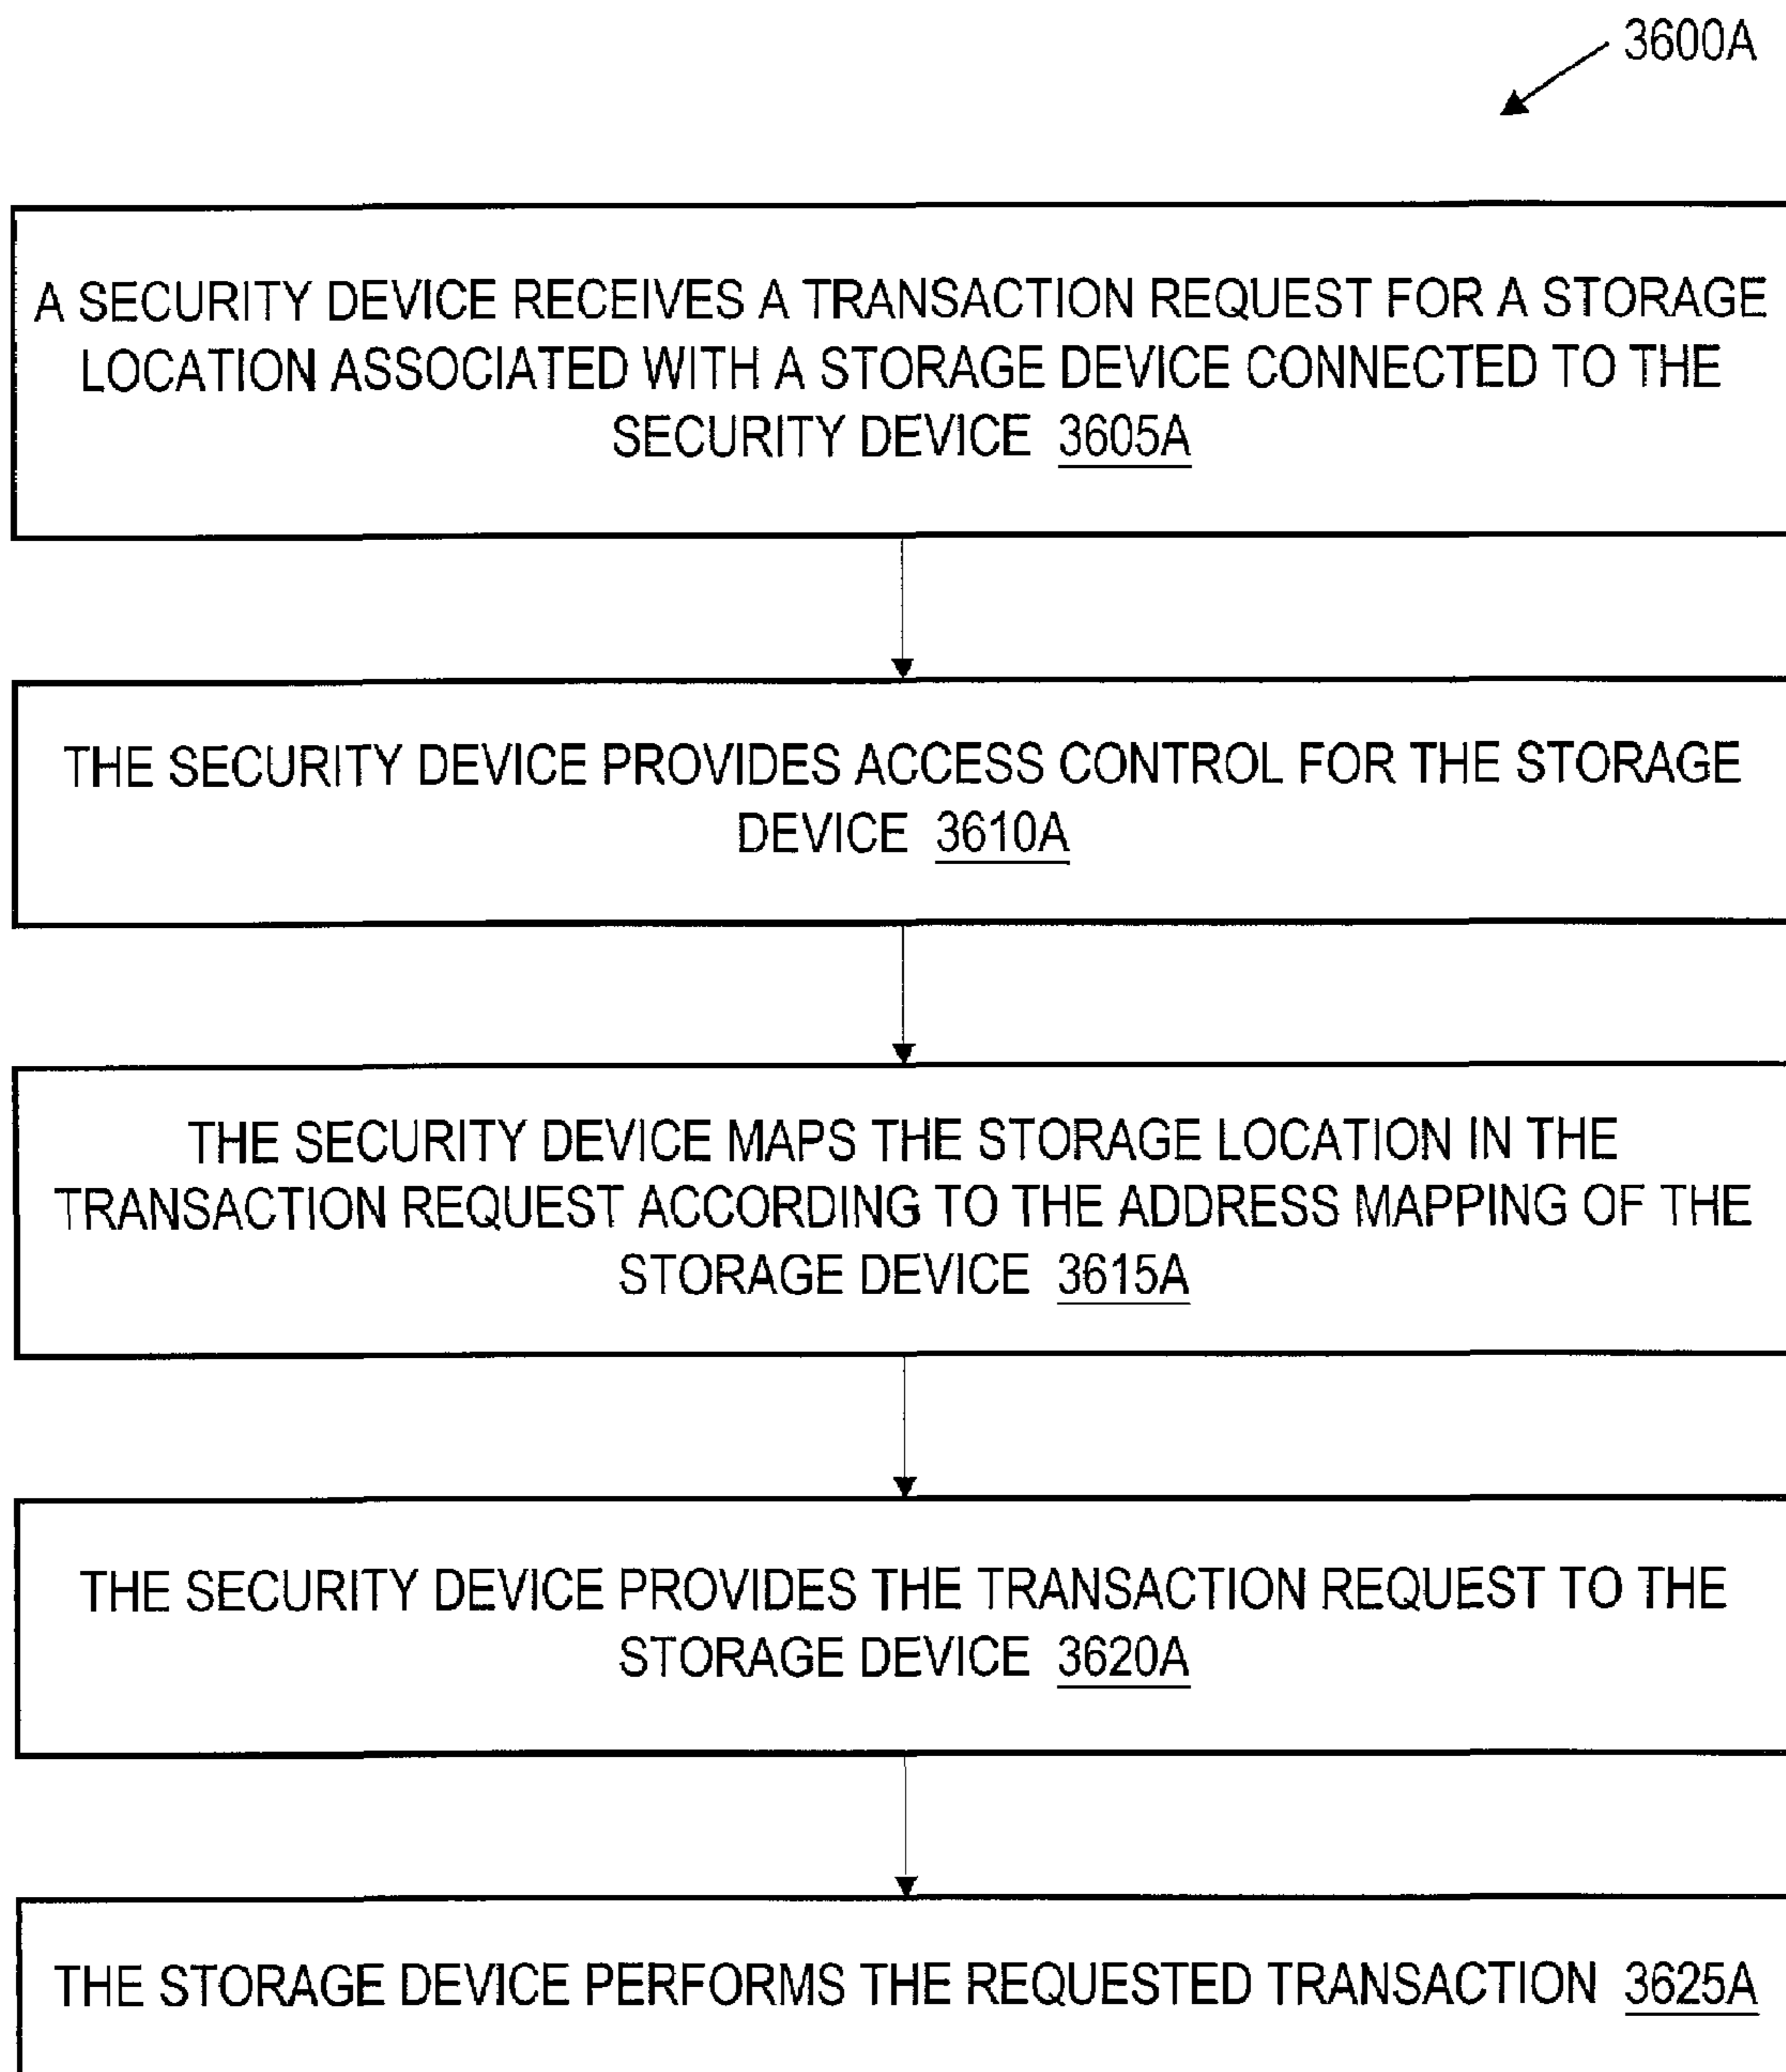 3600A
A SECURITY DEVICE RECEIVES A TRANSACTION REQUEST FOR A STORAGE
LOCATION ASSOCIATED WITH A STORAGE DEVICE CONNECTED TO THE
SECURITY DEVICE 3605A
THE SECURITY DEVICE PROVIDES ACCESS CONTROL FOR THE STORAGE
DEVICE 3610A
THE SECURITY DEVICE MAPS THE STORAGE LOCATION IN THE
TRANSACTION REQUEST ACCORDING TO THE ADDRESS MAPPING OF THE
STORAGE DEVICE 3615A
THE SECURITY DEVICE PROVIDES THE TRANSACTION REQUEST TO THE
STORAGE DEVICE 3620A
THE STORAGE DEVICE PERFORMS THE REQUESTED TRANSACTION 3625A